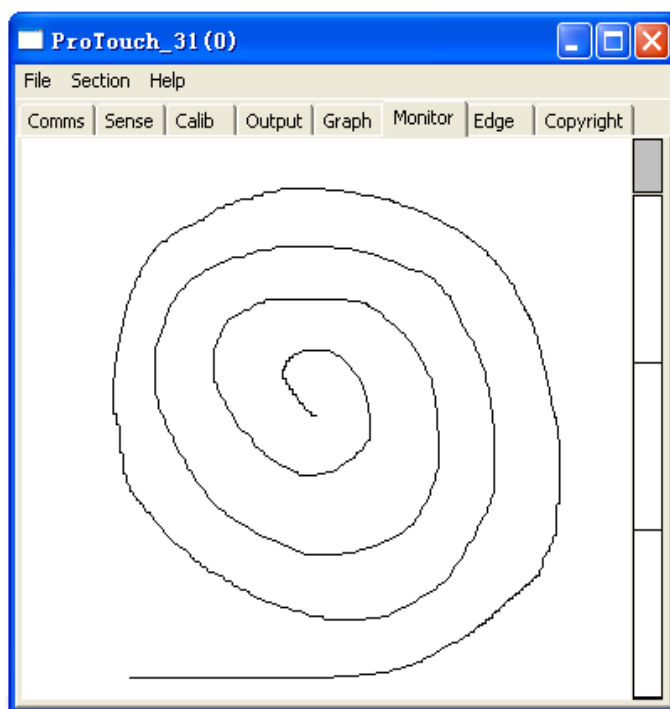 ProTouch_31(0)
File Section Help
Comms Sense Calib Output Graph Monitor Edge Copyright